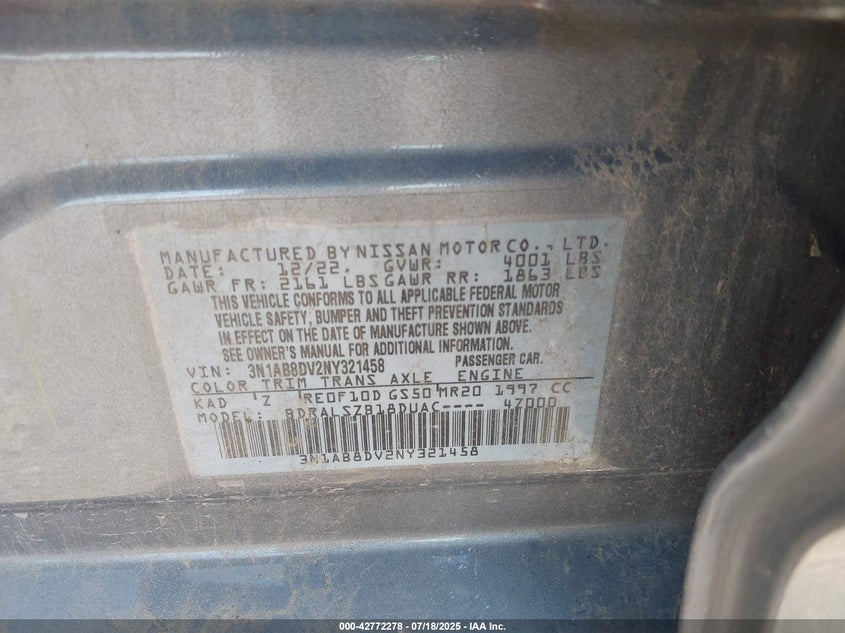 MANUFACTURED BY NISSAN MOTOR CO., LTD.
DATE: 12/22. GVWR: 4001 LBS
GAWR FR: 2161 LBS GAWR RR: 1863 LBS
THIS VEHICLE CONFORMS TO ALL APPLICABLE FEDERAL MOTOR
VEHICLE SAFETY, BUMPER AND THEFT PREVENTION STANDARDS
IN EFFECT ON THE DATE OF MANUFACTURE SHOWN ABOVE.
SEE OWNER'S MANUAL FOR ADDITIONAL INFORMATION.
VIN: 3N1AB8DV2NY321458 PASSENGER CAR.
COLOR TRIM TRANS AXLE ENGINE
KAD 'Z 'RE0F10D GS50'MR20 1997 CC
MODEL: BDRALSZB18DUAC---- 47000
3N1AB8DV2NY321458
000-42772278 - 07/18/2025 - IAA Inc.